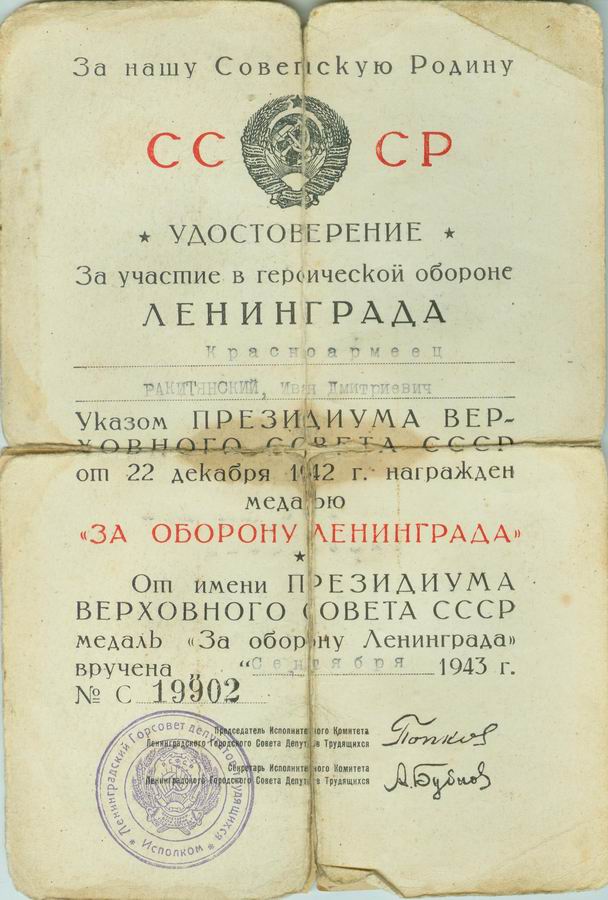 За нашу Советскую Родину
СССР
★ УДОСТОВЕРЕНИЕ ★
За участие в героической обороне
ЛЕНИНГРАДА
Красноармеец
РАКИТЯНСКИЙ, Иван Дмитриевич
Указом ПРЕЗИДИУМА ВЕР-
ХОВНОГО СОВЕТА СССР
от 22 декабря 1942 г. награжден
медалью
«ЗА ОБОРОНУ ЛЕНИНГРАДА»
★
От имени ПРЕЗИДИУМА
ВЕРХОВНОГО СОВЕТА СССР
медаль «За оборону Ленинграда»
вручена „ “ Сентября 1943 г.
№ С 19902
Председатель Исполнительного Комитета
Ленинградского Городского Совета Депутатов Трудящихся
Попков
Секретарь Исполнительного Комитета
Ленинградского Городского Совета Депутатов Трудящихся
А.Бубнов
Ленинградский Горсовет депутатов трудящихся
* Исполком *